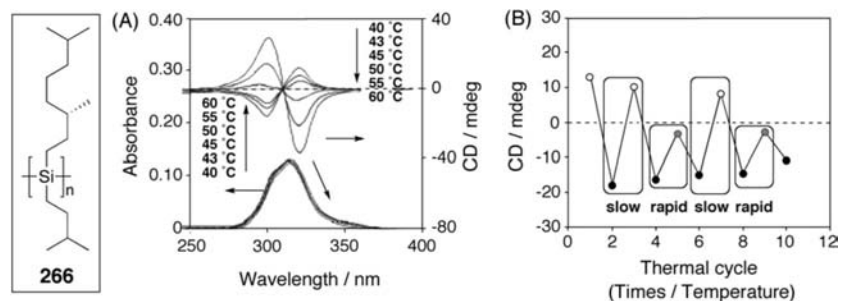 [ Si ]n
266
(A)
0.40
0.30
0.20
0.10
0
Absorbance
40 ˚C
43 ˚C
45 ˚C
50 ˚C
55 ˚C
60 ˚C
60 ˚C
55 ˚C
50 ˚C
45 ˚C
43 ˚C
40 ˚C
40
0
-40
-80
CD / mdeg
250 300 350 400
Wavelength / nm
(B)
30
20
10
0
-10
-20
-30
CD / mdeg
slow rapid slow rapid
0 2 4 6 8 10 12
Thermal cycle
(Times / Temperature)